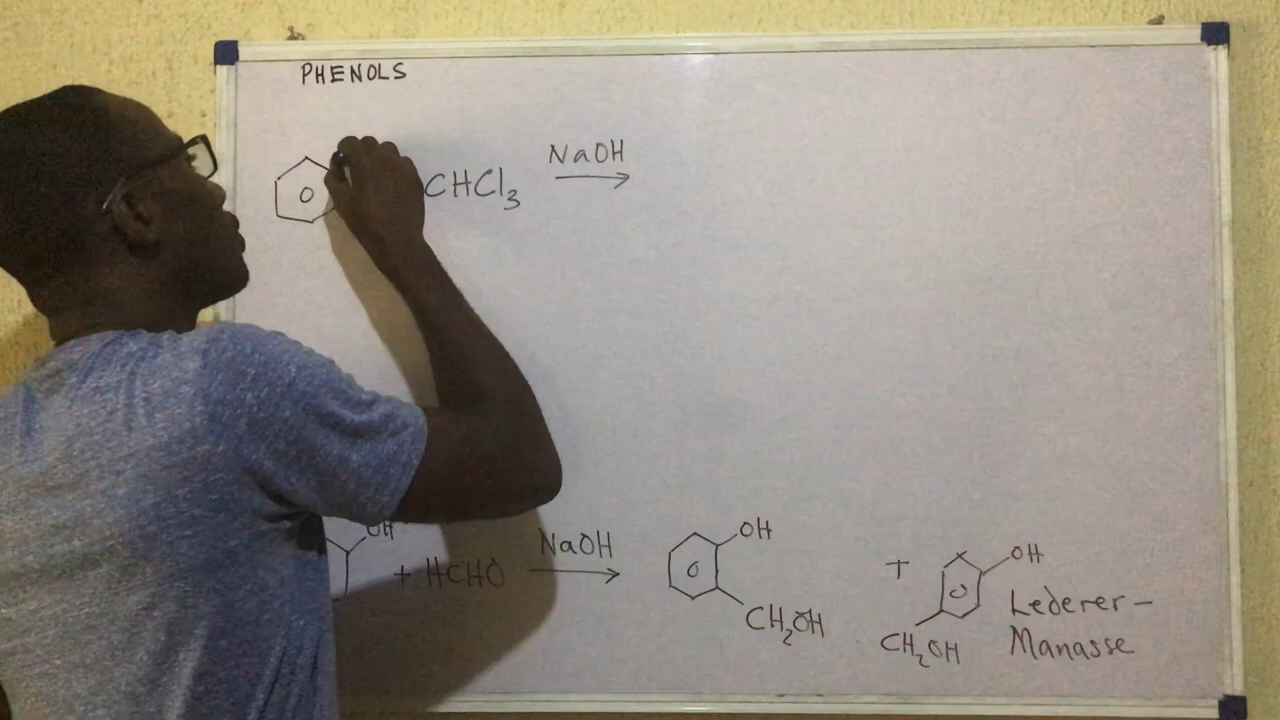 PHENOLS
CHCl₃ NaOH →
OH + HCHO NaOH → OH CH₂OH + OH CH₂OH
Lederer-
Manasse